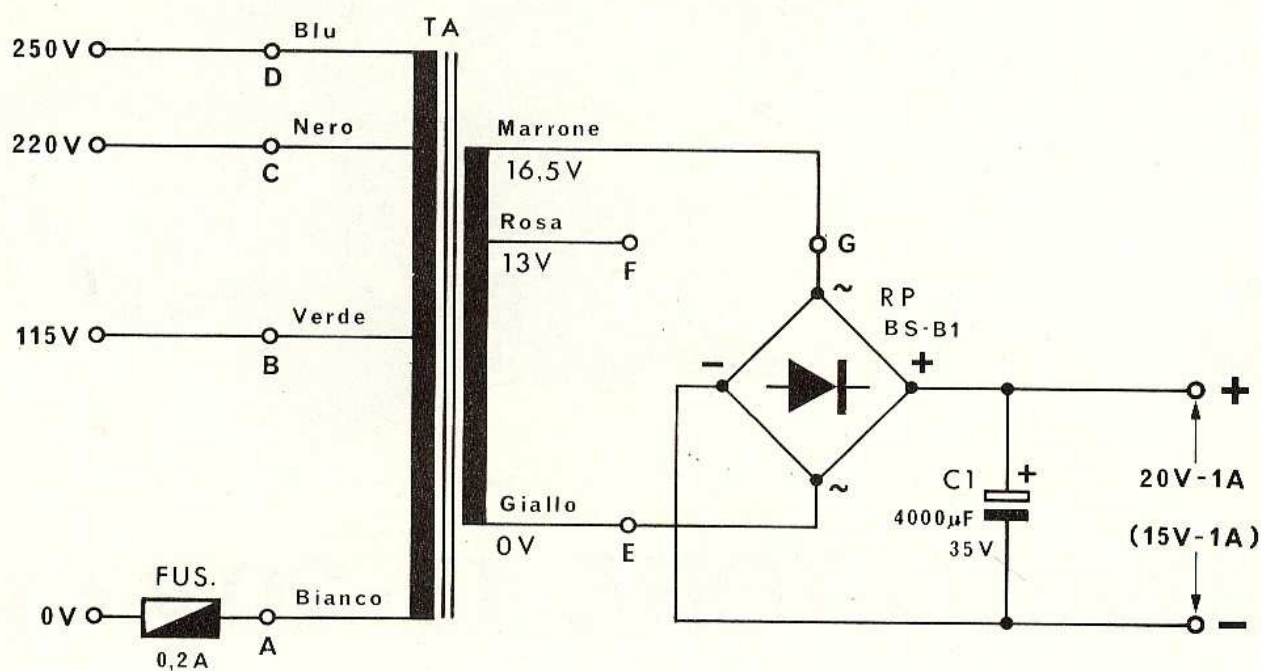 250V
D
Blu
TA
220V
C
Nero
115V
B
Verde
0V
FUS.
0,2A
A
Bianco
Marrone
16,5V
Rosa
13V
F
Giallo
0V
E
G
~
RP
BS-B1
-
+
~
C1
+
4000µF
35V
+
20V-1A
(15V-1A)
-